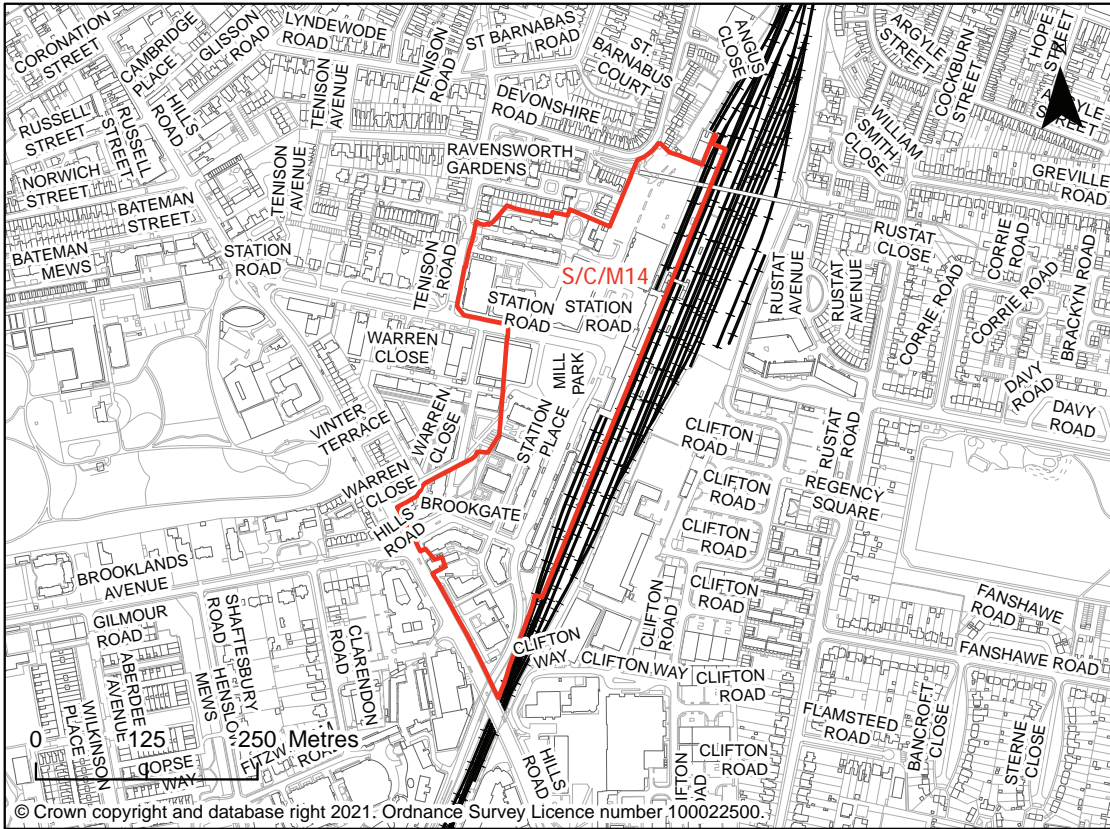 CORONATION
STREET
CAMBRIDGE
PLACE
GLISSON
ROAD
LYNDEWODE
ROAD
TENISON
ROAD
ST BARNABAS
ROAD
ST.
BARNABUS
COURT
ANGUS
CLOSE
ARGYLE
STREET
COCKBURN
STREET
HOPE
STREET
ARGYLE
STREET
RUSSELL
STREET
RUSSELL
STREET
HILLS
ROAD
TENISON
AVENUE
DEVONSHIRE
ROAD
WILLIAM
SMITH
CLOSE
NORWICH
STREET
TENISON
AVENUE
RAVENSWORTH
GARDENS
GREVILLE
ROAD
BATEMAN
STREET
BATEMAN
MEWS
STATION
ROAD
TENISON
ROAD
S/C/M14
STATION
ROAD
STATION
ROAD
RUSTAT
AVENUE
RUSTAT
AVENUE
RUSTAT
CLOSE
CORRIE
ROAD
CORRIE
ROAD
CORRIE ROAD
BRACKYN ROAD
WARREN
CLOSE
MILL
PARK
DAVY
ROAD
DAVY
ROAD
VINTER
TERRACE
WARREN
CLOSE
STATION
PLACE
CLIFTON
ROAD
RUSTAT
ROAD
WARREN
CLOSE
CLIFTON
ROAD
REGENCY
SQUARE
HILLS
ROAD
BROOKGATE
CLIFTON
ROAD
BROOKLANDS
AVENUE
CLIFTON
ROAD
FANSHAWE
ROAD
GILMOUR
ROAD
SHAFTESBURY
ROAD
CLARENDON
ROAD
CLIFTON
WAY
CLIFTON WAY
CLIFTON
ROAD
CLIFTON
ROAD
FANSHAWE ROAD
ABERDEE
AVENUE
HENSLOW
MEWS
FLAMSTEED
ROAD
BANCROFT
CLOSE
STERNE
CLOSE
WILKINSON
PLACE
COPSE
WAY
HILLS
ROAD
CLIFTON
ROAD
0 125 250 Metres
© Crown copyright and database right 2021. Ordnance Survey Licence number 100022500.